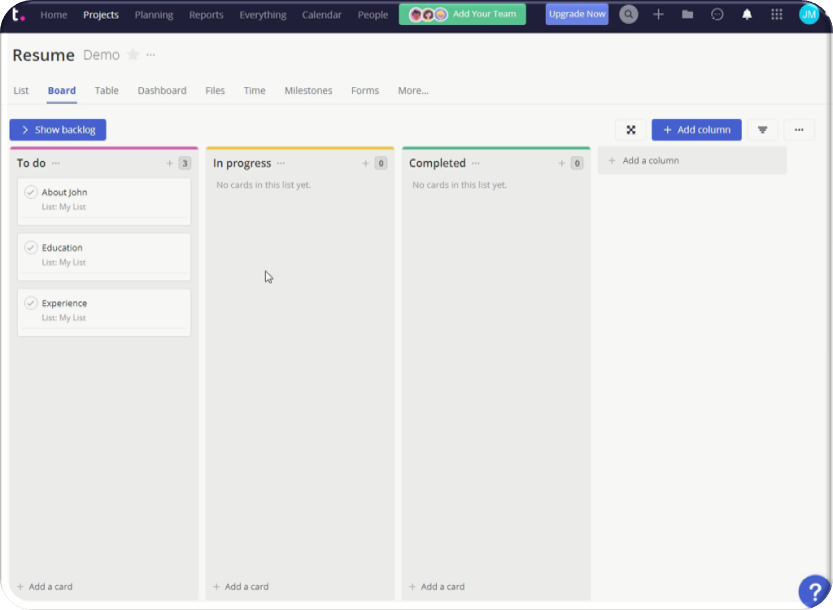 t. Home Projects Planning Reports Everything Calendar People Add Your Team Upgrade Now JM
Resume Demo ...
List Board Table Dashboard Files Time Milestones Forms More...
Show backlog + Add column ...
To do ... + 3
About John
List: My List
Education
List: My List
Experience
List: My List
+ Add a card
In progress ... + 0
No cards in this list yet.
+ Add a card
Completed ... + 0
No cards in this list yet.
+ Add a card
+ Add a column
?